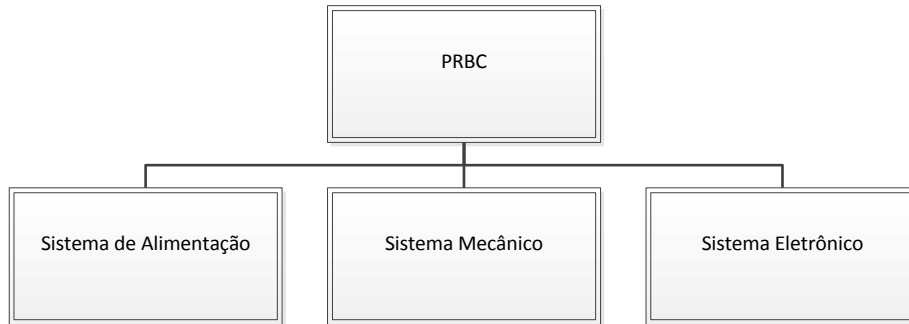 PRBC
Sistema de Alimentação
Sistema Mecânico
Sistema Eletrônico